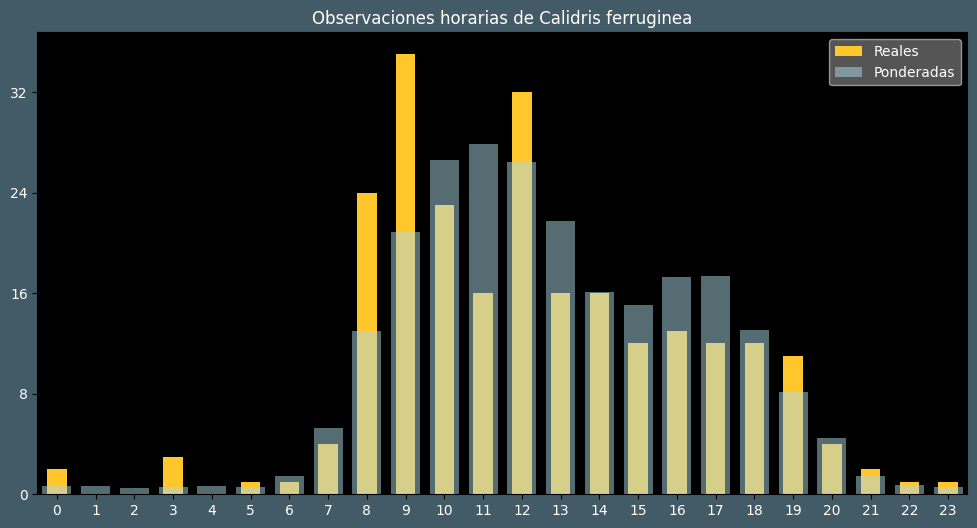 Observaciones horarias de Calidris ferruginea
Reales
Ponderadas
32
24
16
8
0
0 1 2 3 4 5 6 7 8 9 10 11 12 13 14 15 16 17 18 19 20 21 22 23